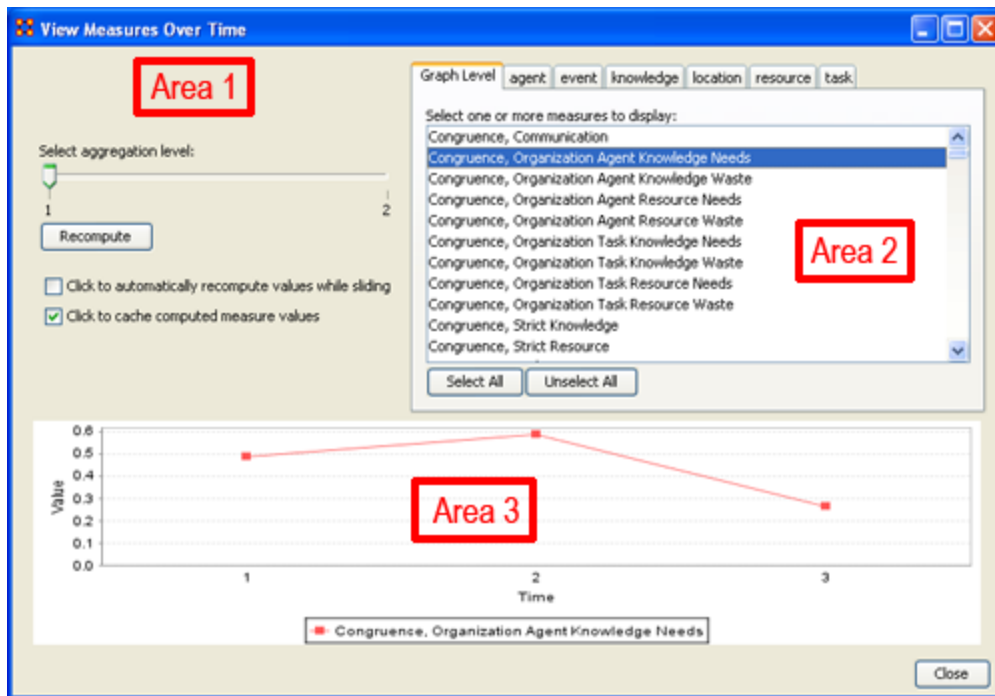 View Measures Over Time
Area 1
Select aggregation level:
1
2
Recompute
Click to automatically recompute values while sliding
Click to cache computed measure values
Graph Level
agent
event
knowledge
location
resource
task
Select one or more measures to display:
Congruence, Communication
Congruence, Organization Agent Knowledge Needs
Congruence, Organization Agent Knowledge Waste
Congruence, Organization Agent Resource Needs
Congruence, Organization Agent Resource Waste
Congruence, Organization Task Knowledge Needs
Congruence, Organization Task Knowledge Waste
Congruence, Organization Task Resource Needs
Congruence, Organization Task Resource Waste
Congruence, Strict Knowledge
Congruence, Strict Resource
Area 2
Select All
Unselect All
0.6
0.5
0.4
0.3
0.2
0.1
0.0
Value
Area 3
1
2
3
Time
Congruence, Organization Agent Knowledge Needs
Close